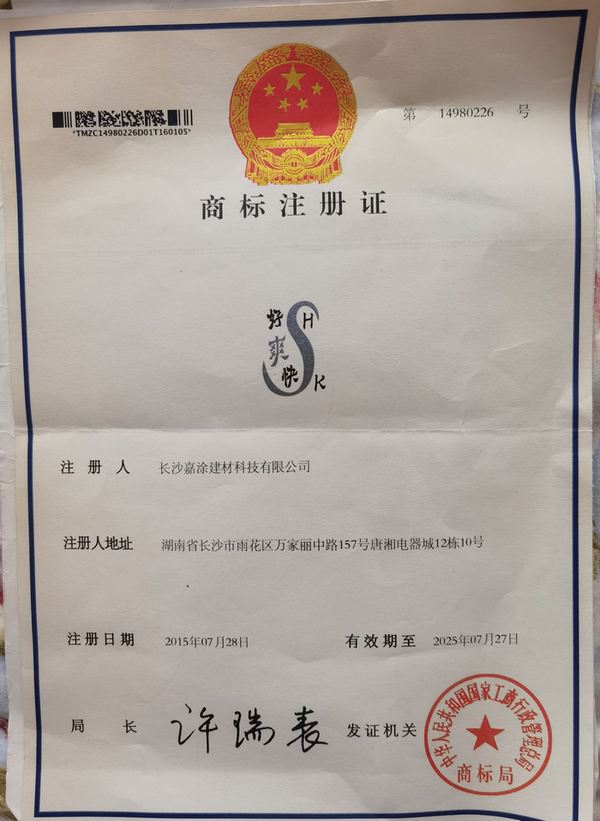 *TMZC14980226D01T160105*
第 14980226 号
商标注册证
好 H
爽 S
快 K
注册人 长沙嘉涂建材科技有限公司
注册人地址 湖南省长沙市雨花区万家丽中路157号唐湘电器城12栋10号
注册日期 2015年07月28日 有效期至 2025年07月27日
局长 许瑞表 发证机关
中华人民共和国国家工商行政管理总局
商标局